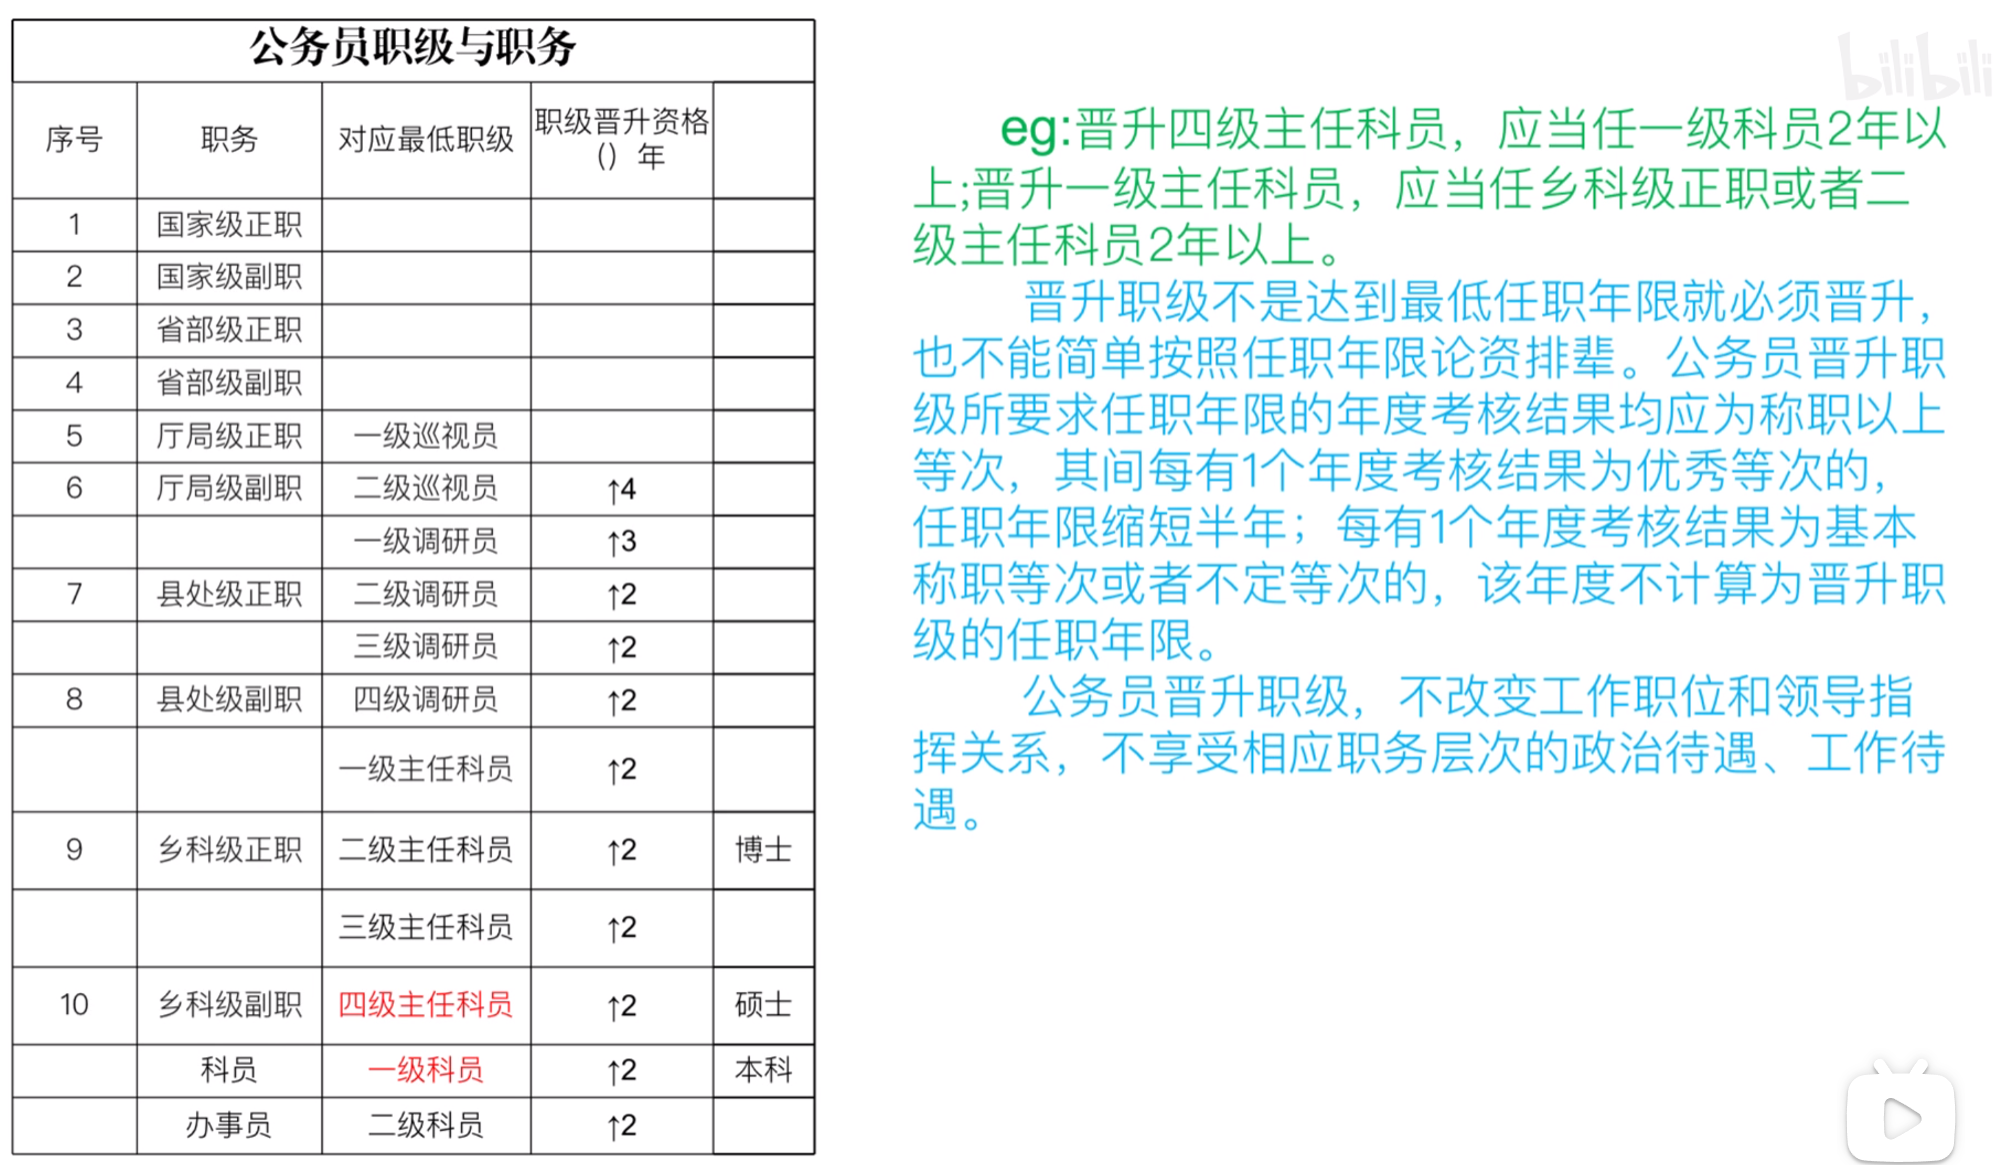 公务员职级与职务
序号 职务 对应最低职级 职级晋升资格
() 年
1 国家级正职
2 国家级副职
3 省部级正职
4 省部级副职
5 厅局级正职 一级巡视员
6 厅局级副职 二级巡视员 ↑4
一级调研员 ↑3
7 县处级正职 二级调研员 ↑2
三级调研员 ↑2
8 县处级副职 四级调研员 ↑2
一级主任科员 ↑2
9 乡科级正职 二级主任科员 ↑2 博士
三级主任科员 ↑2
10 乡科级副职 四级主任科员 ↑2 硕士
科员 一级科员 ↑2 本科
办事员 二级科员 ↑2
bilibili
eg:晋升四级主任科员，应当任一级科员2年以
上;晋升一级主任科员，应当任乡科级正职或者二
级主任科员2年以上。
晋升职级不是达到最低任职年限就必须晋升，
也不能简单按照任职年限论资排辈。公务员晋升职
级所要求任职年限的年度考核结果均应为称职以上
等次，其间每有1个年度考核结果为优秀等次的，
任职年限缩短半年；每有1个年度考核结果为基本
称职等次或者不定等次的，该年度不计算为晋升职
级的任职年限。
公务员晋升职级，不改变工作职位和领导指
挥关系，不享受相应职务层次的政治待遇、工作待
遇。